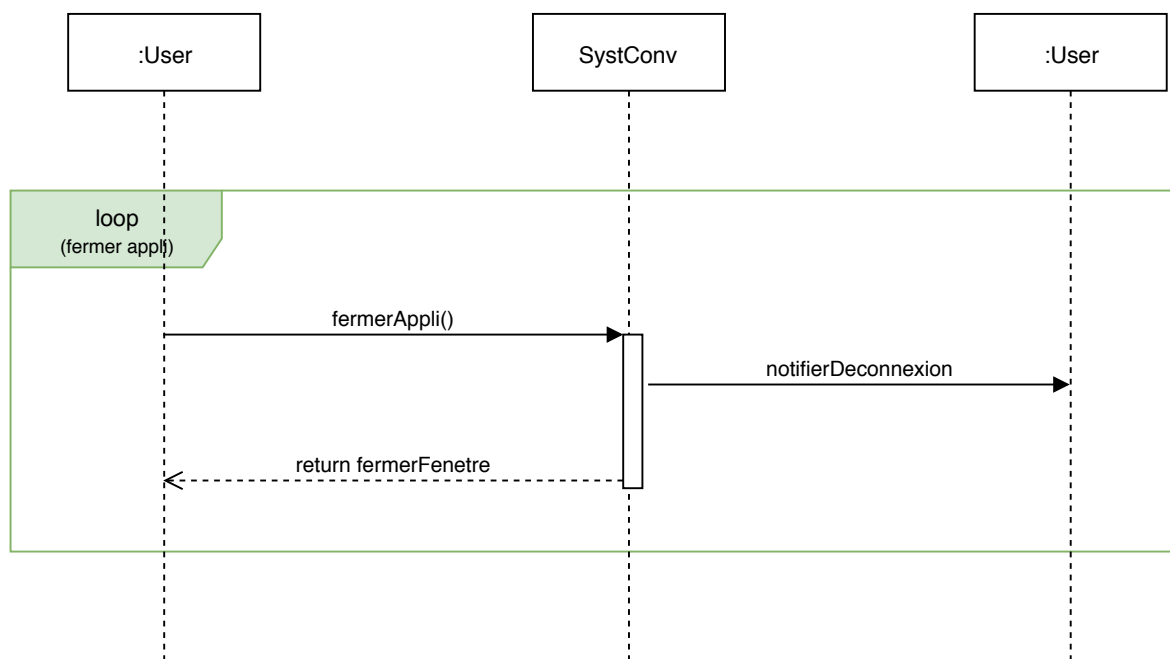 :User
SystConv
:User
loop
(fermer appli)
fermerAppli()
notifierDeconnexion
return fermerFenetre